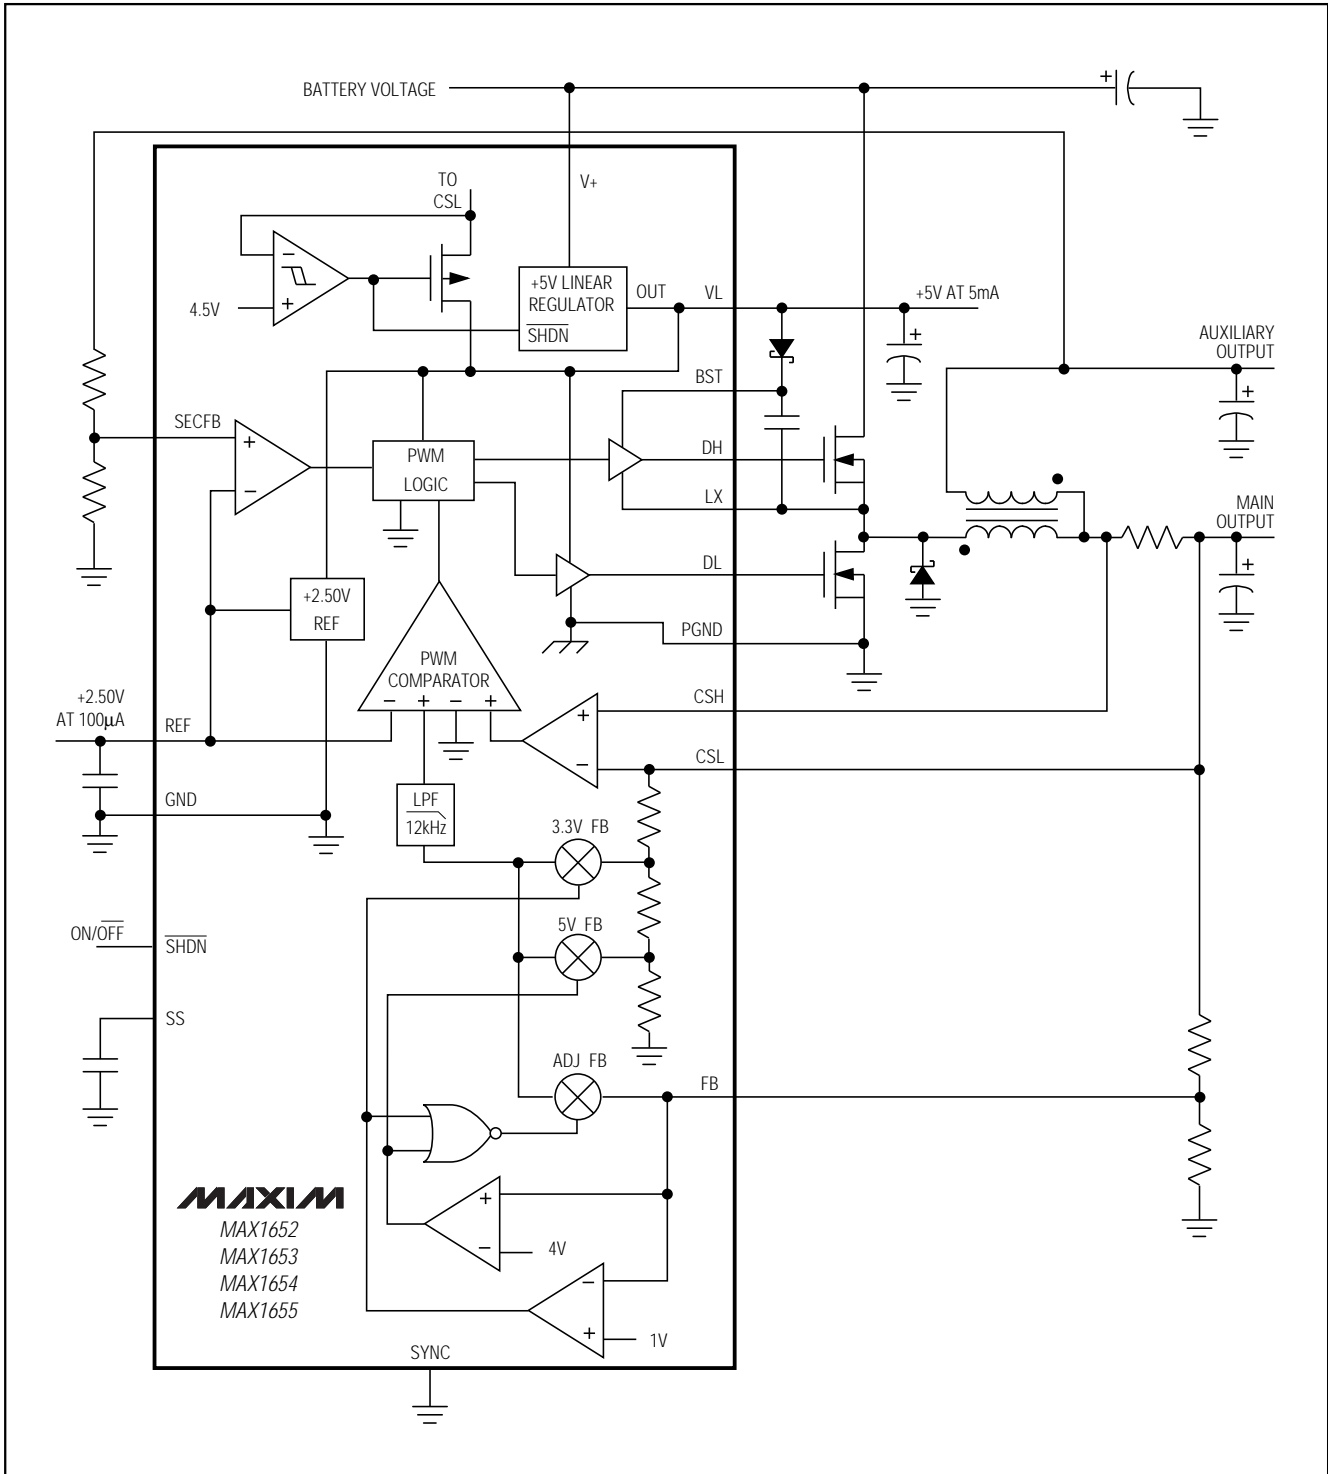 BATTERY VOLTAGE
+
TO
CSL
V+
−
+
4.5V
+5V LINEAR
REGULATOR
SHDN
OUT
VL
+5V AT 5mA
+
AUXILIARY
OUTPUT
+
BST
SECFB
+
−
PWM
LOGIC
DH
LX
MAIN
OUTPUT
+
DL
+2.50V
REF
PGND
PWM
COMPARATOR
− + − +
+2.50V
AT 100µA
REF
CSH
+
−
CSL
GND
LPF
12kHz
3.3V FB
ON/OFF
SHDN
5V FB
SS
ADJ FB
FB
MAXIM
MAX1652
MAX1653
MAX1654
MAX1655
+
−
4V
−
+
1V
SYNC